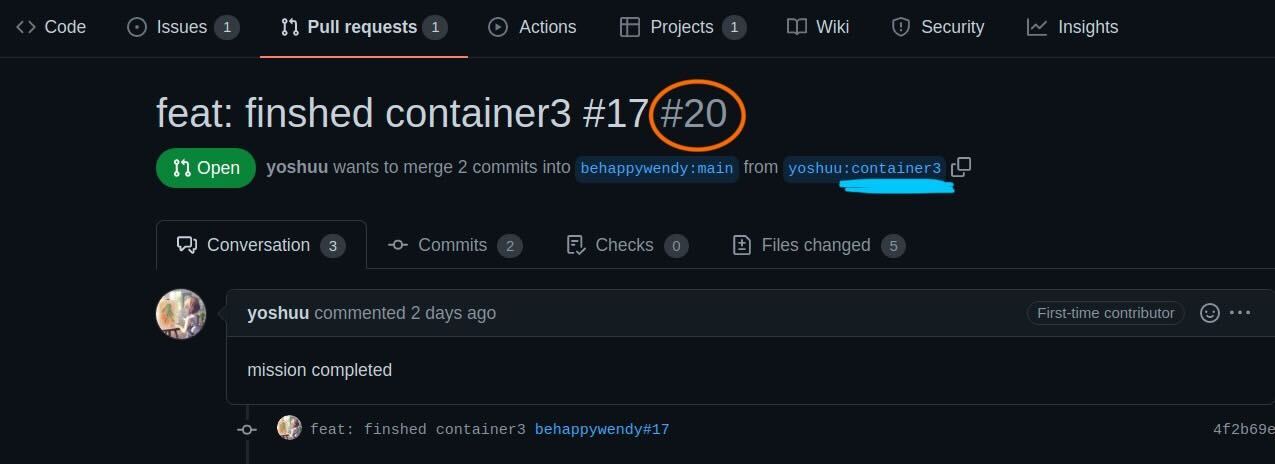 Code Issues 1 Pull requests 1 Actions Projects 1 Wiki Security Insights
feat: finshed container3 #17 #20
Open yoshuu wants to merge 2 commits into behappywendy:main from yoshuu:container3
Conversation 3 Commits 2 Checks 0 Files changed 5
yoshuu commented 2 days ago First-time contributor
mission completed
feat: finshed container3 behappywendy#17 4f2b69e